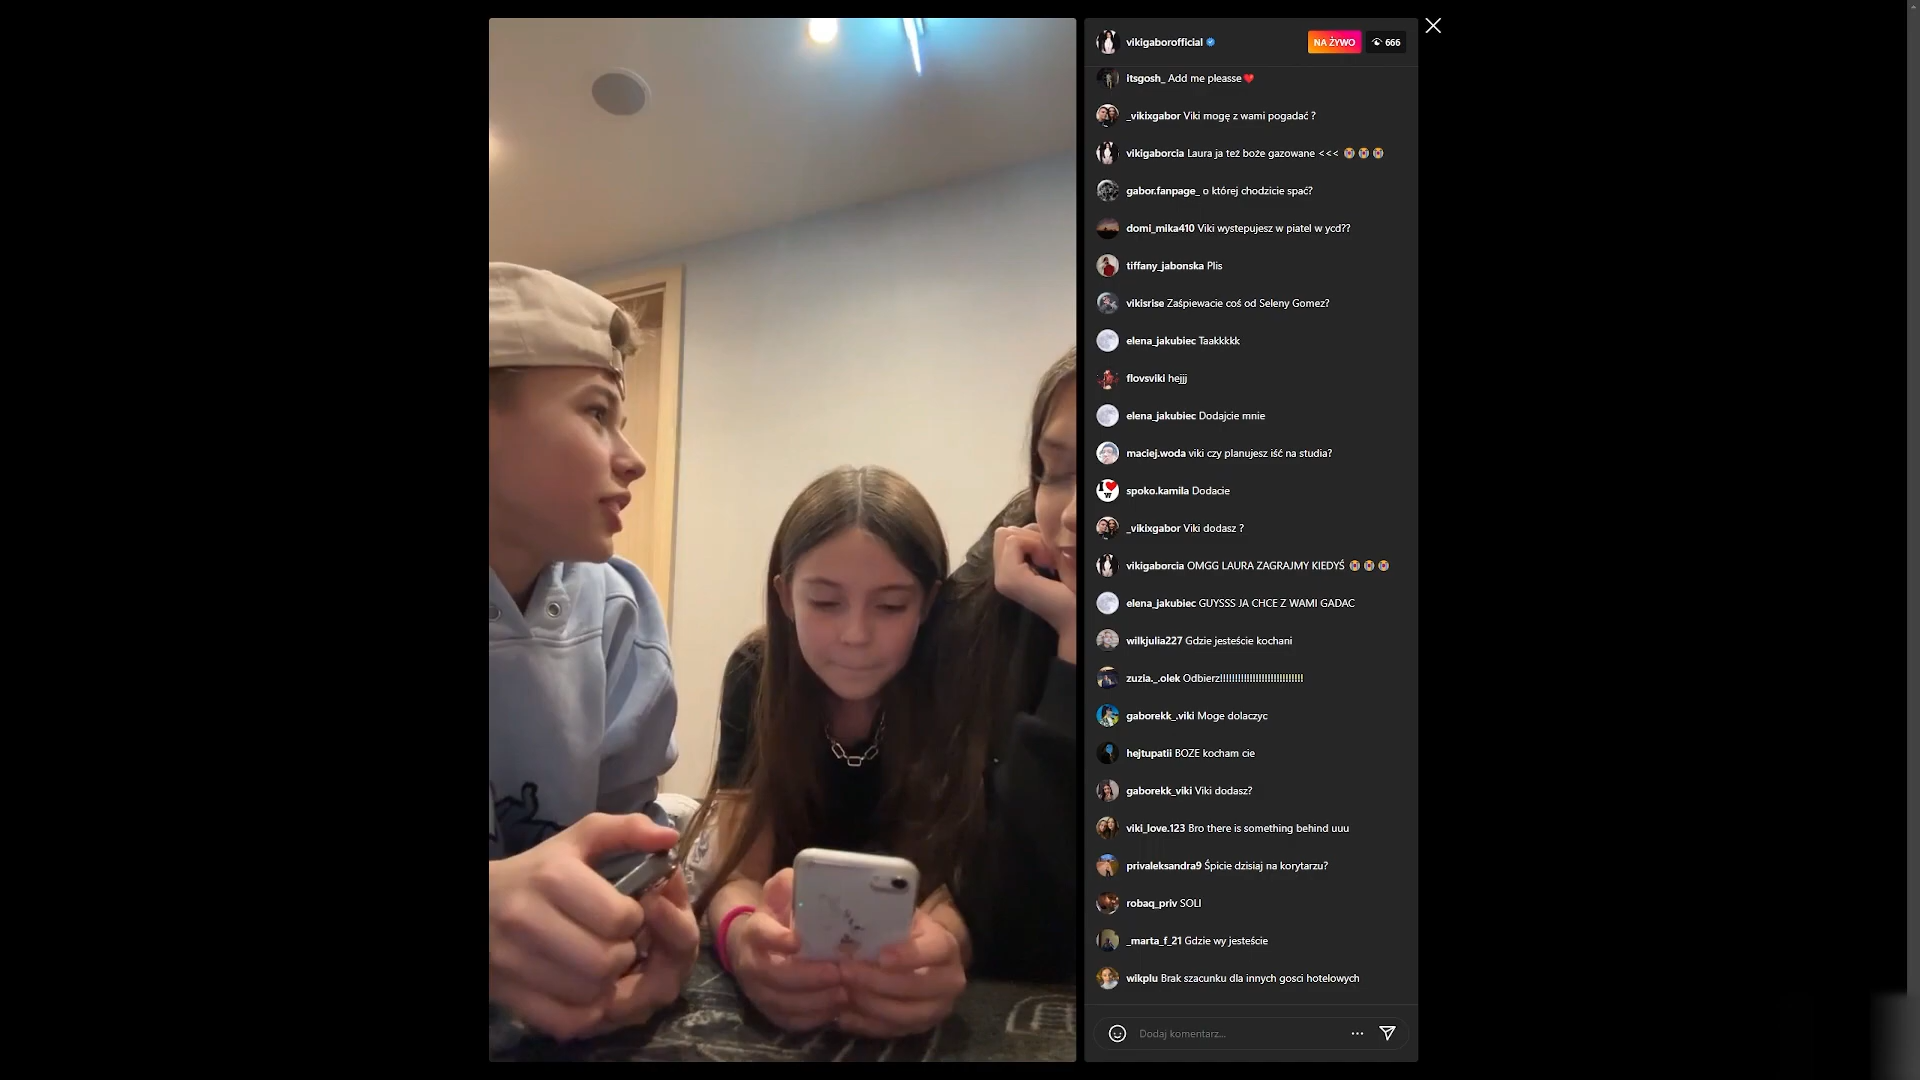 vikigaborofficial
NA ŻYWO
666
itsgosh_ Add me pleasse❤️
_vikixgabor Viki mogę z wami pogadać ?
vikigaborcia Laura ja też boże gazowane <<< 😭😭😭
gabor.fanpage_ o której chodzicie spać?
domi_mika410 Viki wystepujesz w piatel w ycd??
tiffany_jabonska Plis
vikisrise Zaśpiewacie coś od Seleny Gomez?
elena_jakubiec Taakkkkk
flovsviki hejjj
elena_jakubiec Dodajcie mnie
maciej.woda viki czy planujesz iść na studia?
spoko.kamila Dodacie
_vikixgabor Viki dodasz ?
vikigaborcia OMGG LAURA ZAGRAJMY KIEDYŚ 😭😭😭
elena_jakubiec GUYSSS JA CHCE Z WAMI GADAC
wilkjulia227 Gdzie jesteście kochani
zuzia._.olek Odbierz!!!!!!!!!!!!!!!!!!!!!!!!!!!!
gaborekk_.viki Moge dolaczyc
hejtupatii BOZE kocham cie
gaborekk_viki Viki dodasz?
viki_love.123 Bro there is something behind uuu
privaleksandra9 Śpicie dzisiaj na korytarzu?
robaq_priv SOLI
_marta_f_21 Gdzie wy jesteście
wikplu Brak szacunku dla innych gosci hotelowych
Dodaj komentarz...